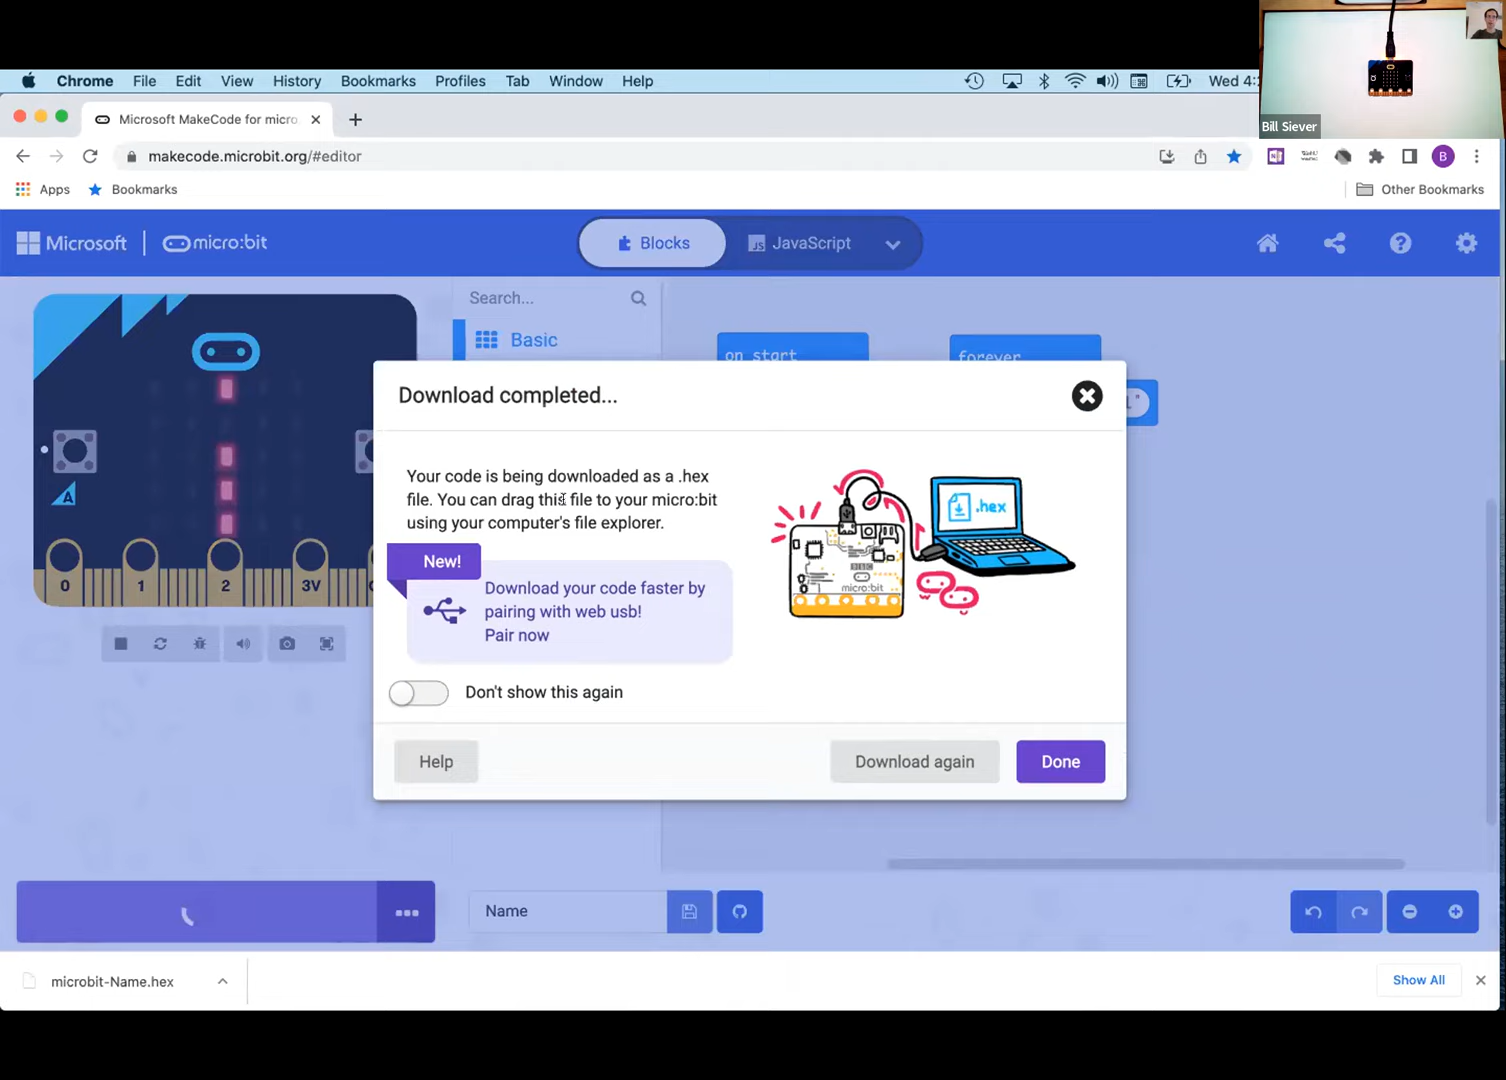 Chrome File Edit View History Bookmarks Profiles Tab Window Help
Wed 4:
Bill Siever
Microsoft MakeCode for micro
makecode.microbit.org/#editor
B
Apps Bookmarks
Other Bookmarks
Microsoft micro:bit
Blocks
JS JavaScript
Search...
Basic
on start
forever
A
0 1 2 3V
Download completed...
Your code is being downloaded as a .hex
file. You can drag this file to your micro:bit
using your computer's file explorer.
New!
Download your code faster by
pairing with web usb!
Pair now
.hex
BBC
micro:bit
Don't show this again
Help
Download again
Done
Name
microbit-Name.hex
Show All